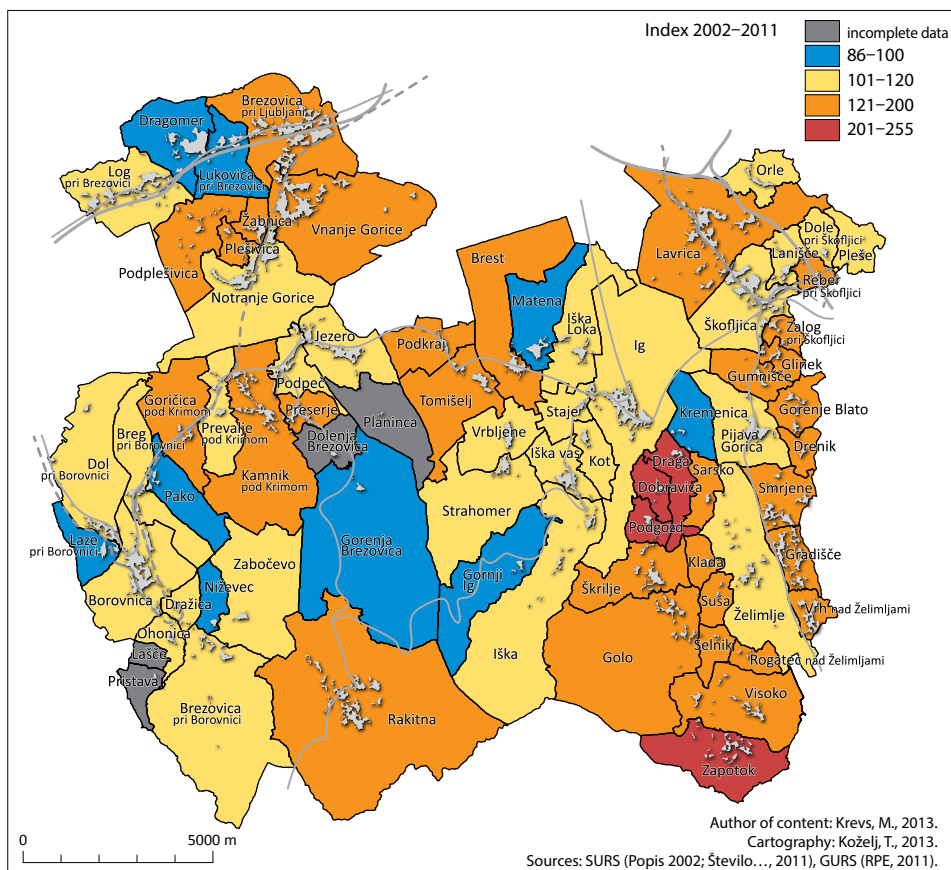 Index 2002–2011
incomplete data
86–100
101–120
121–200
201–255
Brezovica
pri Ljubljani
Dragomer
Log
pri Brezovici
Lukovica
pri Brezovici
Žabnica
Vnanje Gorice
Plešivica
Podplešivica
Notranje Gorice
Orle
Dole
pri Škofljici
Lanišče
Pleše
Lavrica
Reber
pri Škofljici
Brest
Matena
Iška
Loka
Ig
Škofljica
Zalog
pri Škofljici
Glinek
Gumnišče
Jezero
Podkraj
Podpeč
Goričica
pod Krimom
Preserje
Planinca
Tomišelj
Prevalje
pod Krimom
Dolenja
Brezovica
Staje
Kremenica
Gorenje Blato
Vrbljene
Pijava
Gorica
Drenik
Breg
pri Borovnici
Dol
pri Borovnici
Iška vas
Kot
Draga
Sarsko
Kamnik
pod Krimom
Dobravica
Smrjene
Pako
Strahomer
Podgozd
Laze
pri Borovnici
Gorenja
Brezovica
Gradišče
Zabočevo
Gornji
Ig
Klada
Škrilje
Niževec
Borovnica
Dražica
Suša
Želimlje
Vrh nad Želimljami
Ohonica
Lašče
Iška
Golo
Selnik
Rogatec nad Želimljami
Pristava
Visoko
Brezovica
pri Borovnici
Rakitna
Zapotok
0
5000 m
Author of content: Krevs, M., 2013.
Cartography: Koželj, T., 2013.
Sources: SURS (Popis 2002; Število…, 2011), GURS (RPE, 2011).